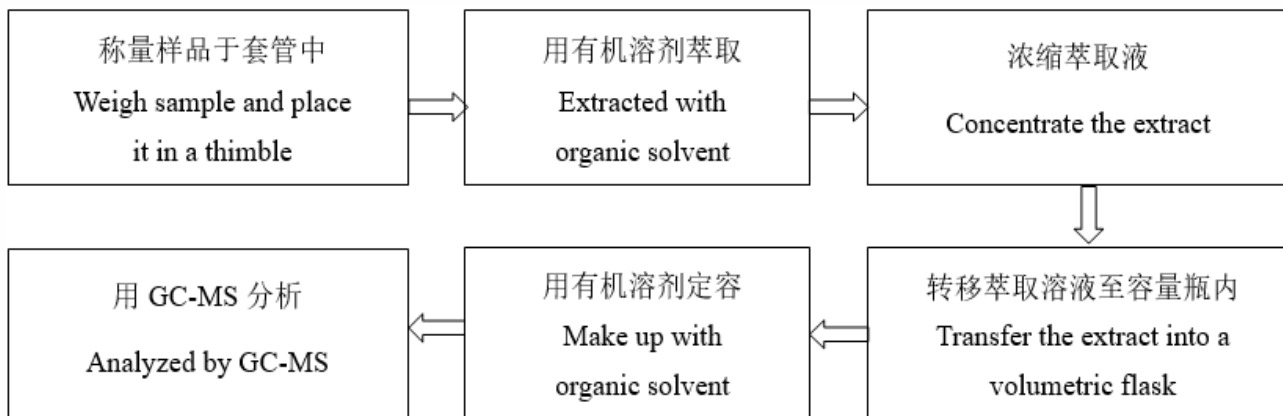 称量样品于套管中
Weigh sample and place
it in a thimble
用有机溶剂萃取
Extracted with
organic solvent
浓缩萃取液
Concentrate the extract
转移萃取溶液至容量瓶内
Transfer the extract into a
volumetric flask
用有机溶剂定容
Make up with
organic solvent
用 GC-MS 分析
Analyzed by GC-MS